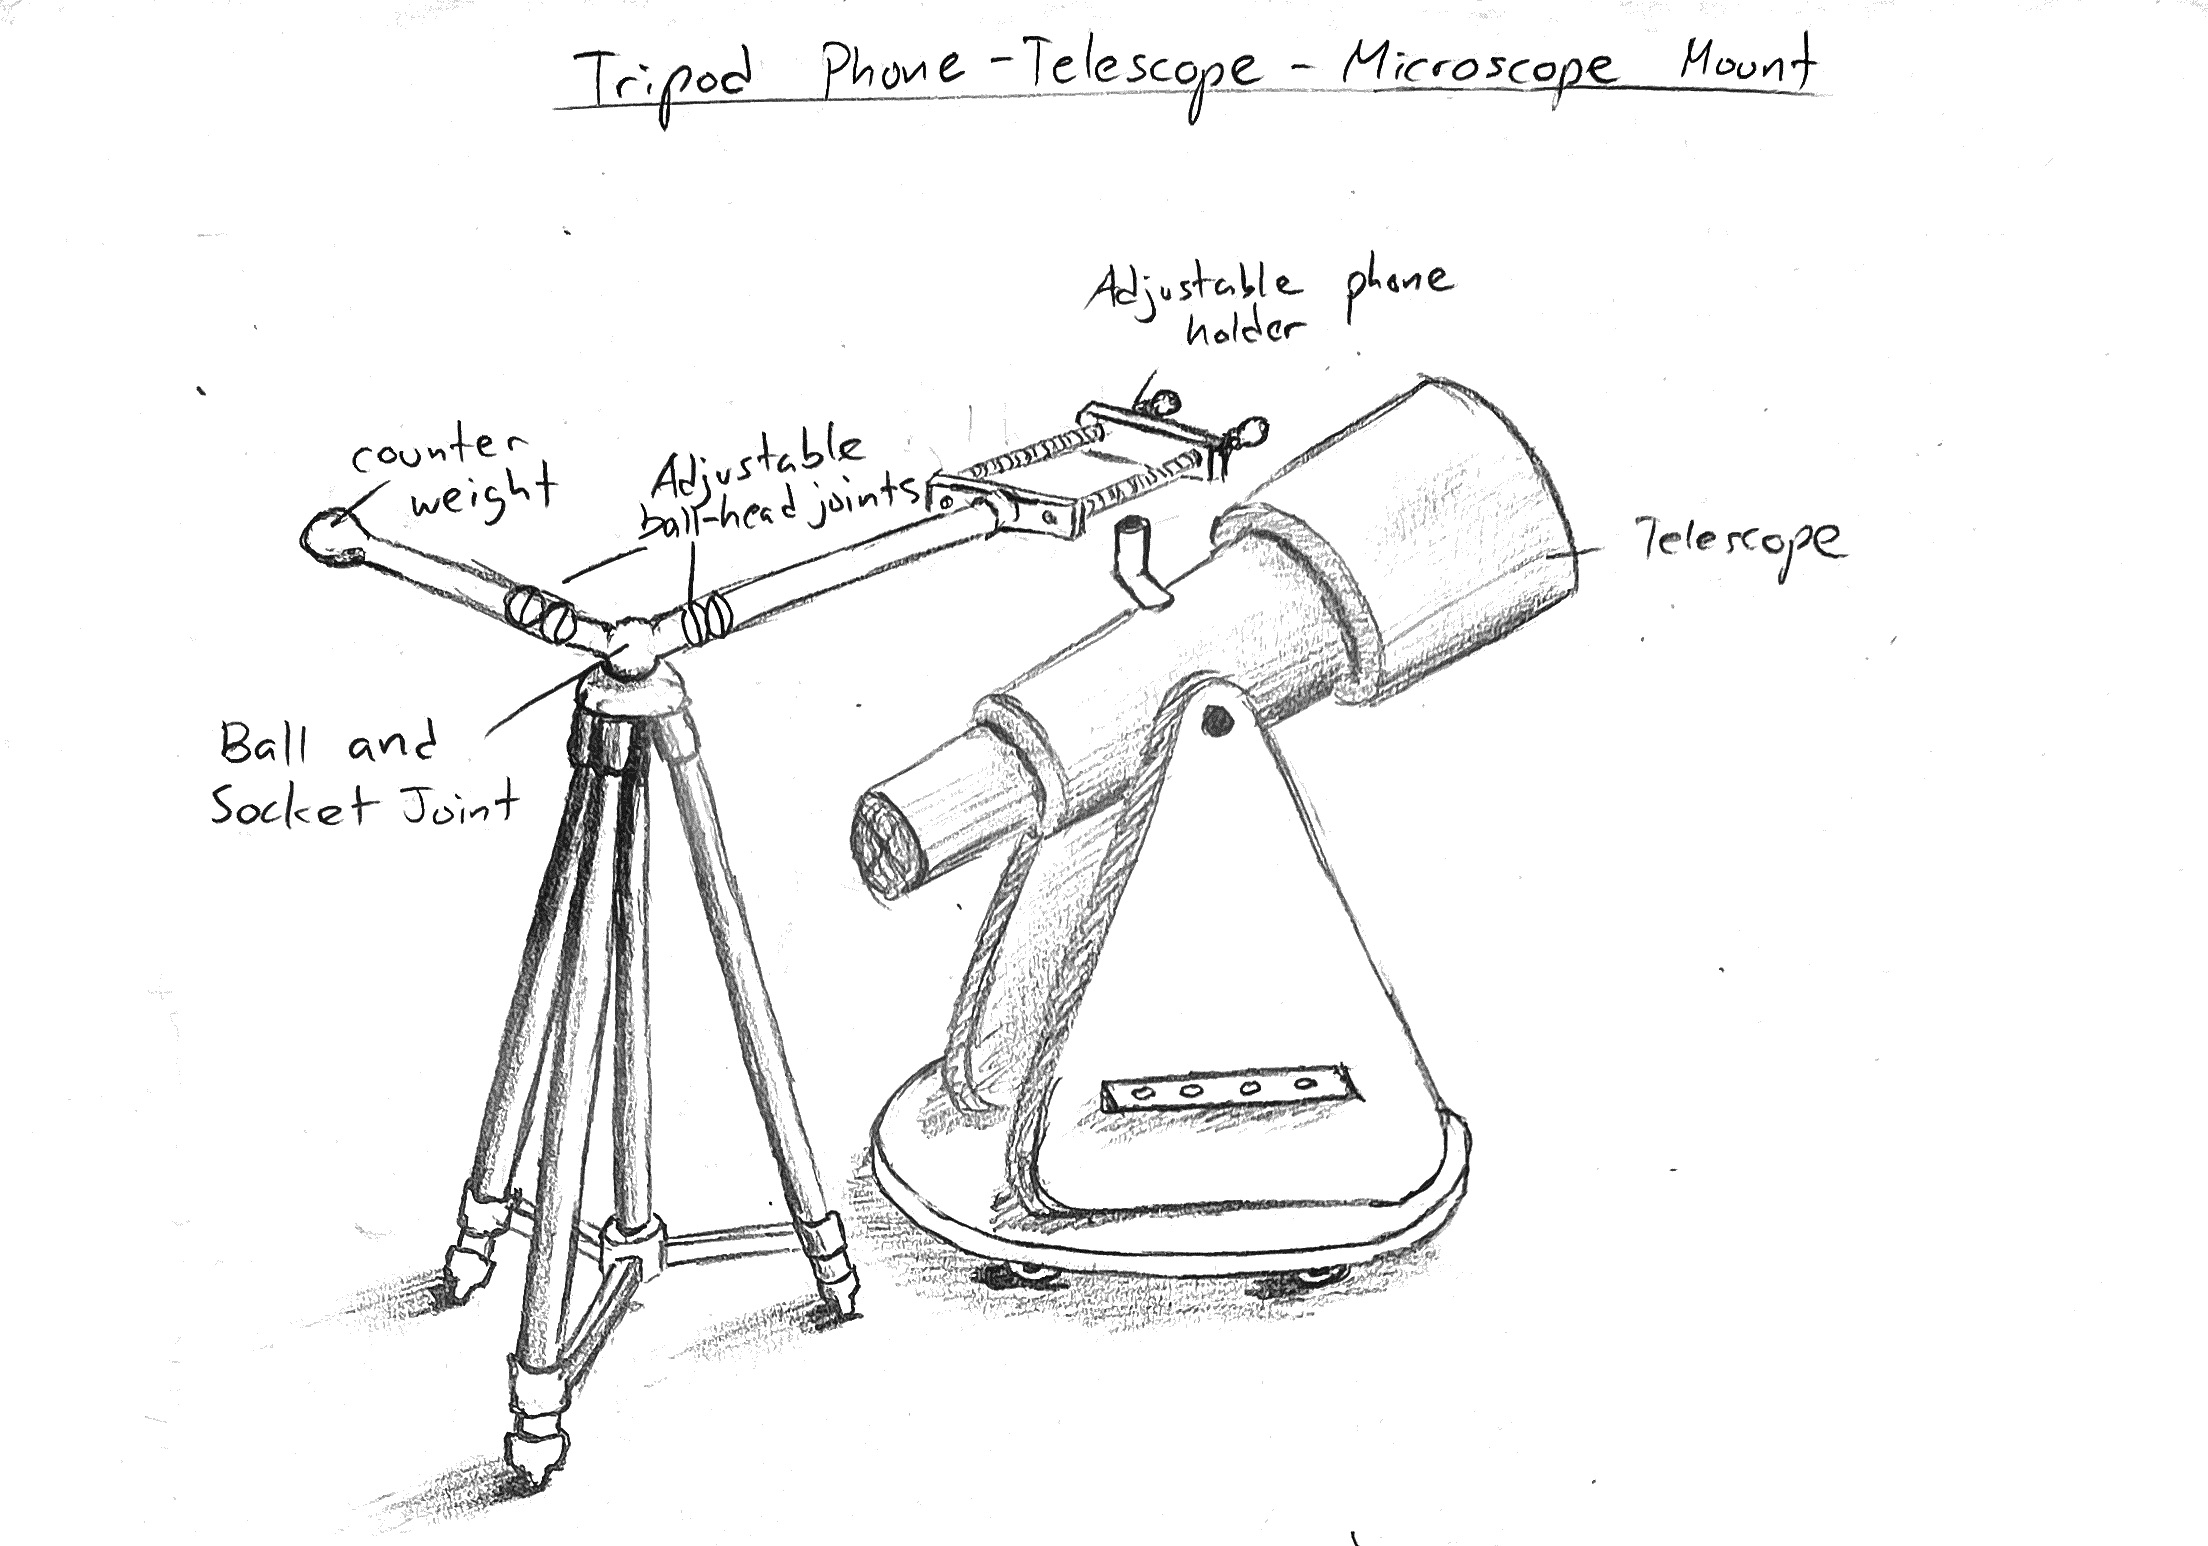 Tripod Phone - Telescope - Microscope Mount
Adjustable phone
holder
counter
weight
Adjustable
ball-head joints
Telescope
Ball and
Socket Joint